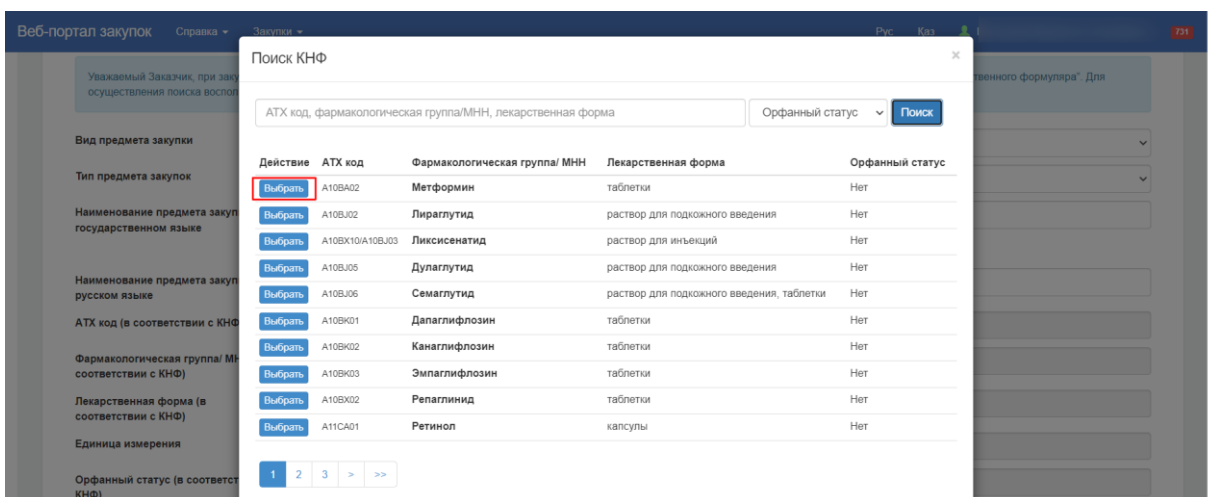 Веб-портал закупок Справка Закупки Рус Қаз 731
Поиск КНФ ×
Уважаемый Заказчик, при заку
твенного формуляра". Для
осуществления поиска воспол
АТХ код, фармакологическая группа/МНН, лекарственная форма Орфанный статус Поиск
Вид предмета закупки
Действие АТХ код Фармакологическая группа/ МНН Лекарственная форма Орфанный статус
Тип предмета закупок
Выбрать A10BA02 Метформин таблетки Нет
Наименование предмета закуп
государственном языке
Выбрать A10BJ02 Лираглутид раствор для подкожного введения Нет
Выбрать A10BX10/A10BJ03 Ликсисенатид раствор для инъекций Нет
Выбрать A10BJ05 Дулаглутид раствор для подкожного введения Нет
Наименование предмета закуп
русском языке
Выбрать A10BJ06 Семаглутид раствор для подкожного введения, таблетки Нет
АТХ код (в соответствии с КНФ
Выбрать A10BK01 Дапаглифлозин таблетки Нет
Выбрать A10BK02 Канаглифлозин таблетки Нет
Фармакологическая группа/ МН
соответствии с КНФ)
Выбрать A10BK03 Эмпаглифлозин таблетки Нет
Лекарственная форма (в
соответствии с КНФ)
Выбрать A10BX02 Репаглинид таблетки Нет
Выбрать A11CA01 Ретинол капсулы Нет
Единица измерения
1 2 3 > >>
Орфанный статус (в соответст
КНФ)